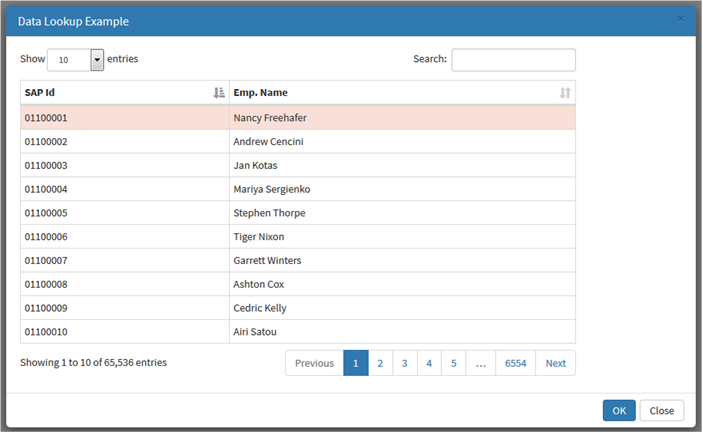 Data Lookup Example ×
Show 10 entries Search:
SAP Id Emp. Name
01100001 Nancy Freehafer
01100002 Andrew Cencini
01100003 Jan Kotas
01100004 Mariya Sergienko
01100005 Stephen Thorpe
01100006 Tiger Nixon
01100007 Garrett Winters
01100008 Ashton Cox
01100009 Cedric Kelly
01100010 Airi Satou
Showing 1 to 10 of 65,536 entries Previous 1 2 3 4 5 … 6554 Next
OK Close